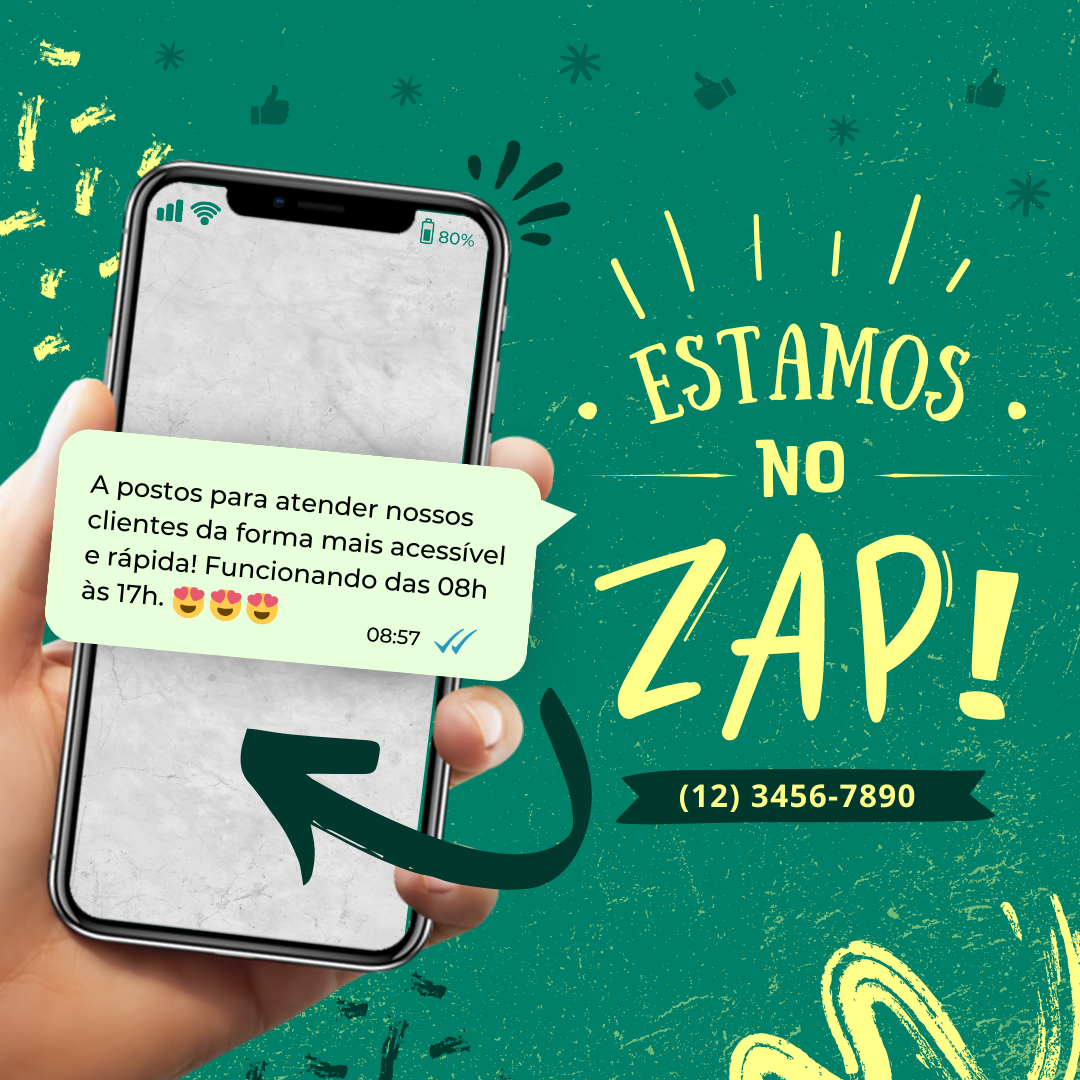 80%
A postos para atender nossos
clientes da forma mais acessível
e rápida! Funcionando das 08h
às 17h. 😍😍😍
08:57
ESTAMOS
NO
ZAP!
(12) 3456-7890